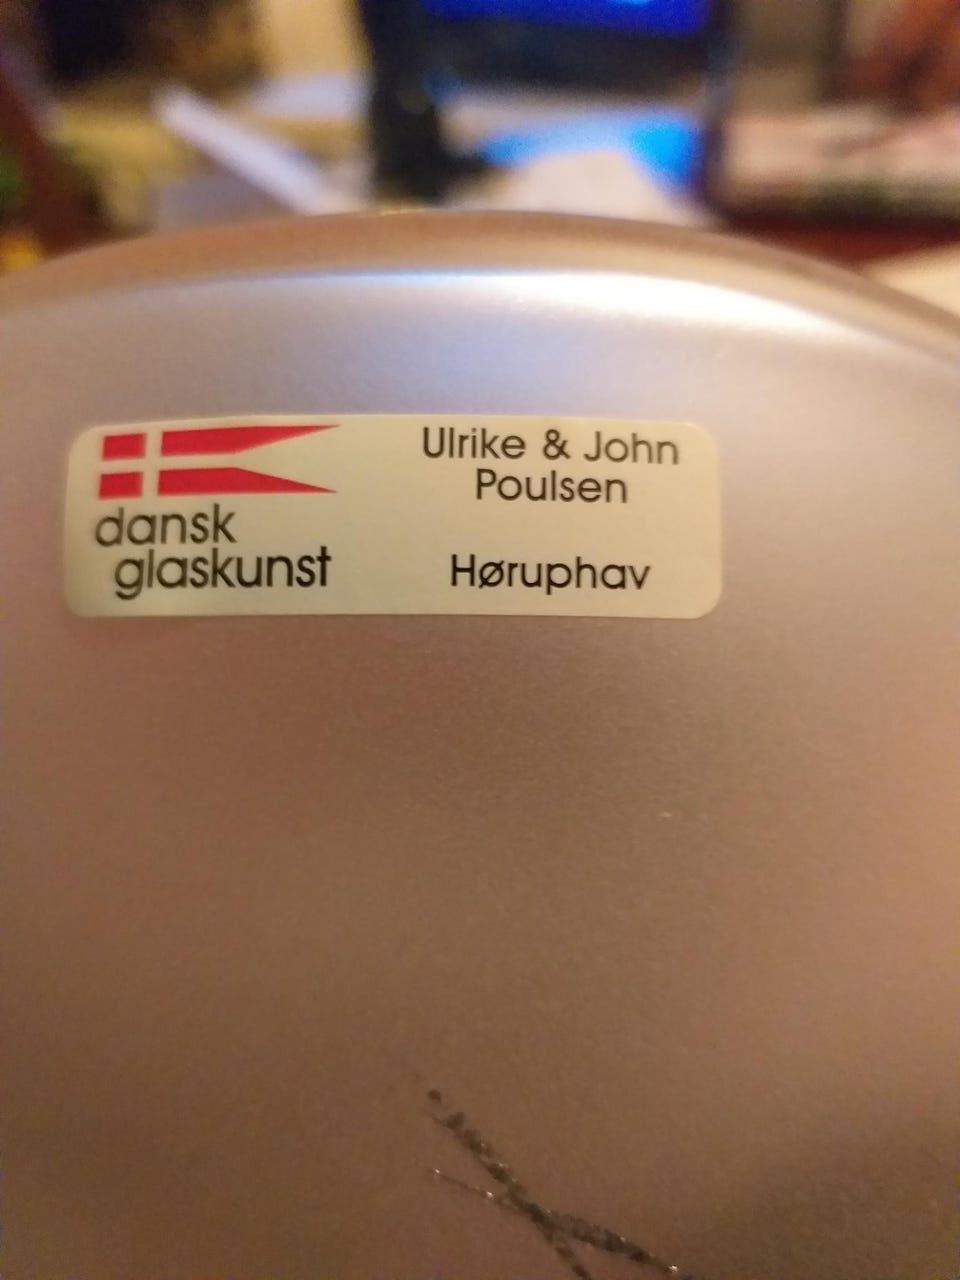 dansk
glaskunst
Ulrike & John
Poulsen
Høruphav